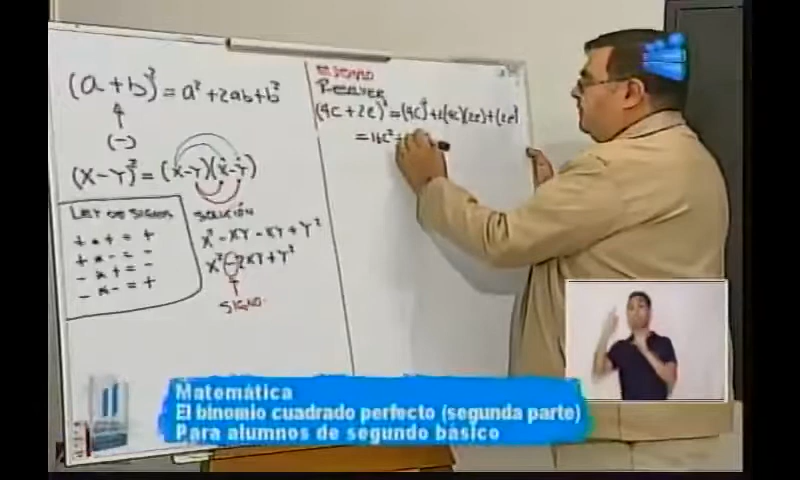 (a + b)² = a² + 2ab + b²
(-)
(X - Y)² = (X - Y)(X - Y)
LEY DE SIGNOS
+ * + = +
+ * - = -
- * + = -
- * - = +
SOLUCIÓN
X² - XY - XY + Y²
X² - 2XY + Y²
SIGNO
EJEMPLO
RESOLVER
(4C + 2E)² = (4C)² + 2(4C)(2E) + (2E)²
= 16C² +
Matemática
El binomio cuadrado perfecto (segunda parte)
Para alumnos de segundo básico